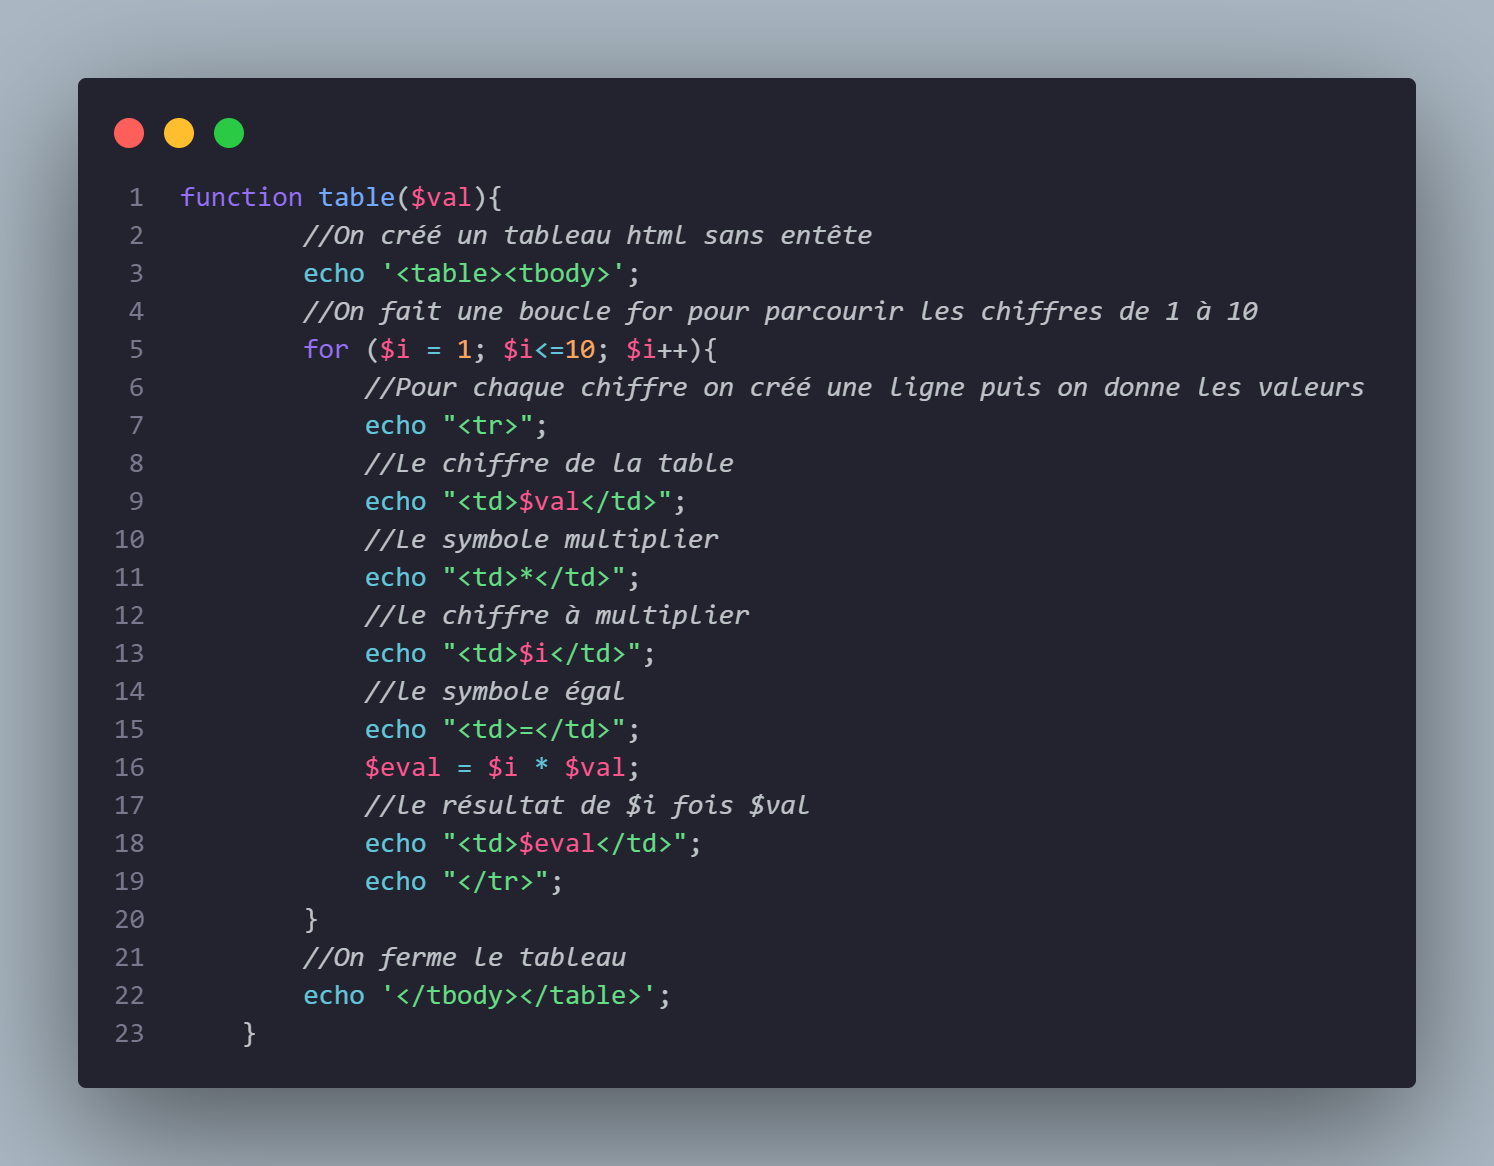 1 function table($val){
2 //On créé un tableau html sans entête
3 echo '<table><tbody>';
4 //On fait une boucle for pour parcourir les chiffres de 1 à 10
5 for ($i = 1; $i<=10; $i++){
6 //Pour chaque chiffre on créé une ligne puis on donne les valeurs
7 echo "<tr>";
8 //Le chiffre de la table
9 echo "<td>$val</td>";
10 //Le symbole multiplier
11 echo "<td>*</td>";
12 //le chiffre à multiplier
13 echo "<td>$i</td>";
14 //le symbole égal
15 echo "<td>=</td>";
16 $eval = $i * $val;
17 //le résultat de $i fois $val
18 echo "<td>$eval</td>";
19 echo "</tr>";
20 }
21 //On ferme le tableau
22 echo '</tbody></table>';
23 }